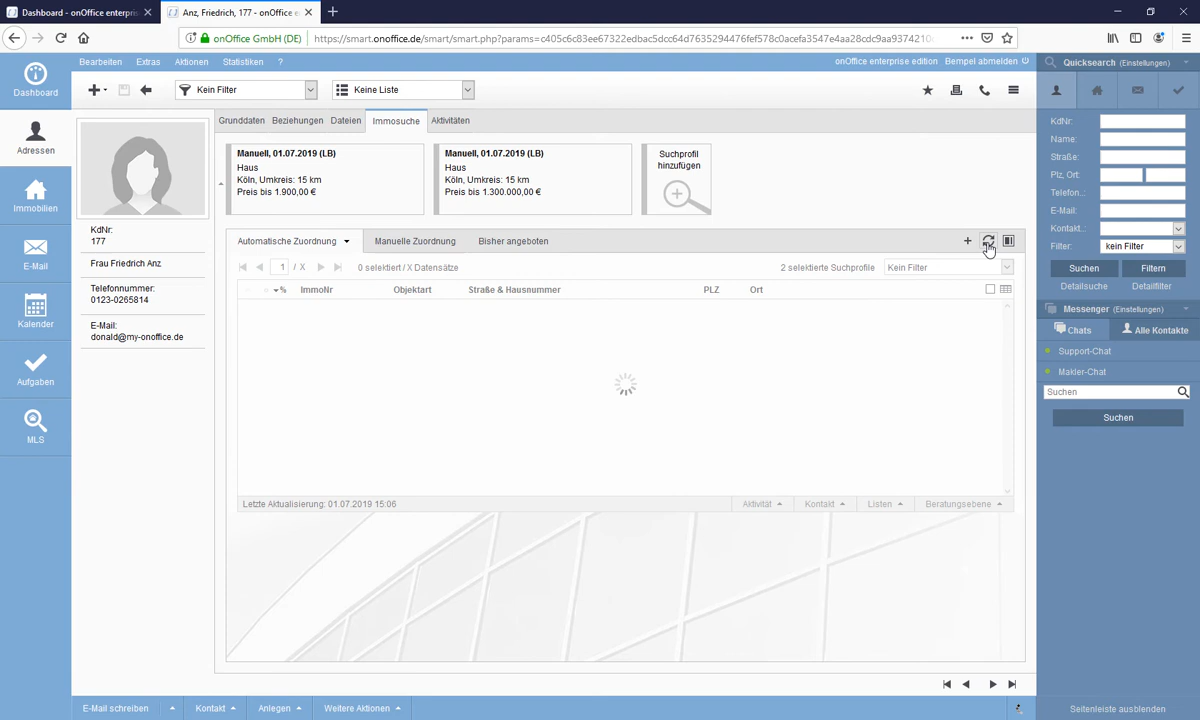 Dashboard - onOffice enterpris
Anz, Friedrich, 177 - onOffice e
onOffice GmbH (DE)
https://smart.onoffice.de/smart/smart.php?params=c405c6c83ee67322edbac5dcc64d7635294476fef578c0acefa3547e4aa28cdc9aa9374210
Bearbeiten
Extras
Aktionen
Statistiken
?
onOffice enterprise edition
Bempel abmelden
Kein Filter
Keine Liste
Dashboard
Adressen
Immobilien
E-Mail
Kalender
Aufgaben
MLS
KdNr:
177
Frau Friedrich Anz
Telefonnummer:
0123-0265814
E-Mail:
donald@my-onoffice.de
Grunddaten
Beziehungen
Dateien
Immosuche
Aktivitäten
Manuell, 01.07.2019 (LB)
Haus
Köln, Umkreis: 15 km
Preis bis 1.900,00 €
Manuell, 01.07.2019 (LB)
Haus
Köln, Umkreis: 15 km
Preis bis 1.300.000,00 €
Suchprofil
hinzufügen
Automatische Zuordnung
Manuelle Zuordnung
Bisher angeboten
1 / X
0 selektiert / X Datensätze
2 selektierte Suchprofile
Kein Filter
%
ImmoNr
Objektart
Straße & Hausnummer
PLZ
Ort
Letzte Aktualisierung: 01.07.2019 15:06
Aktivität
Kontakt
Listen
Beratungsebene
E-Mail schreiben
Kontakt
Anlegen
Weitere Aktionen
Quicksearch (Einstellungen)
KdNr:
Name:
Straße:
Plz, Ort:
Telefon..:
E-Mail:
Kontakt..:
Filter:
kein Filter
Suchen
Filtern
Detailsuche
Detailfilter
Messenger (Einstellungen)
Chats
Alle Kontakte
Support-Chat
Makler-Chat
Suchen
Suchen
Seitenleiste ausblenden